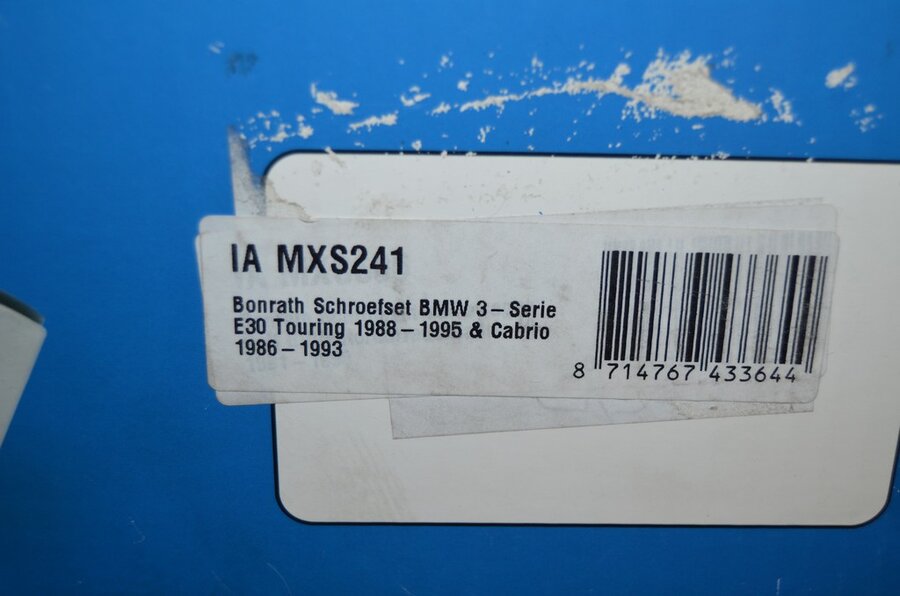 IA MXS241
Bonrath Schroefset BMW 3-Serie
E30 Touring 1988-1995 & Cabrio
1986-1993
8 714767 433644